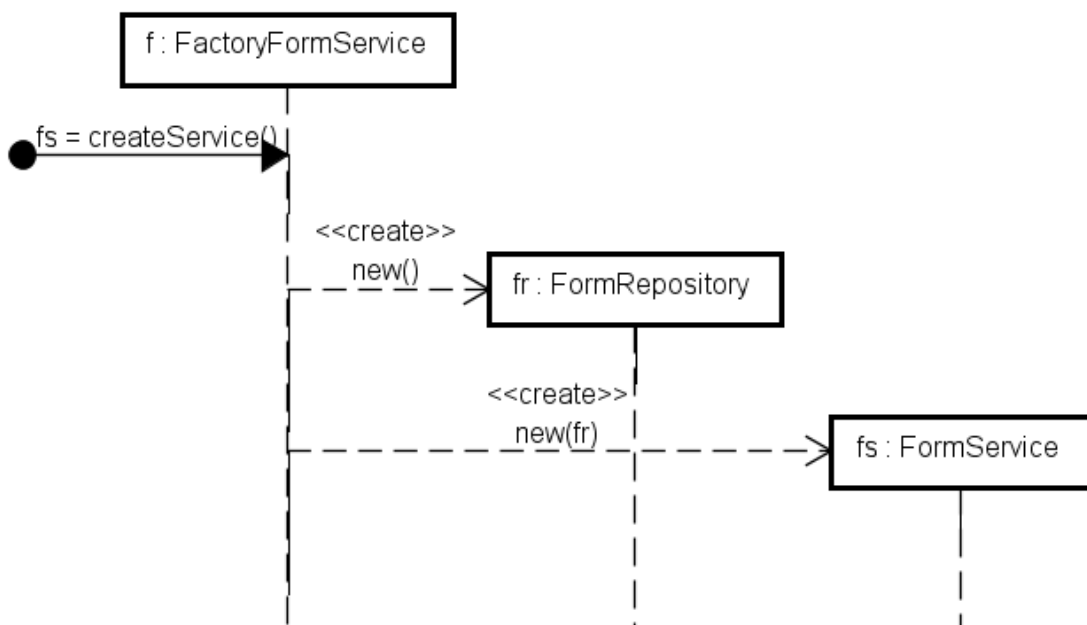 f : FactoryFormService
fs = createService()
<<create>>
new()
fr : FormRepository
<<create>>
new(fr)
fs : FormService